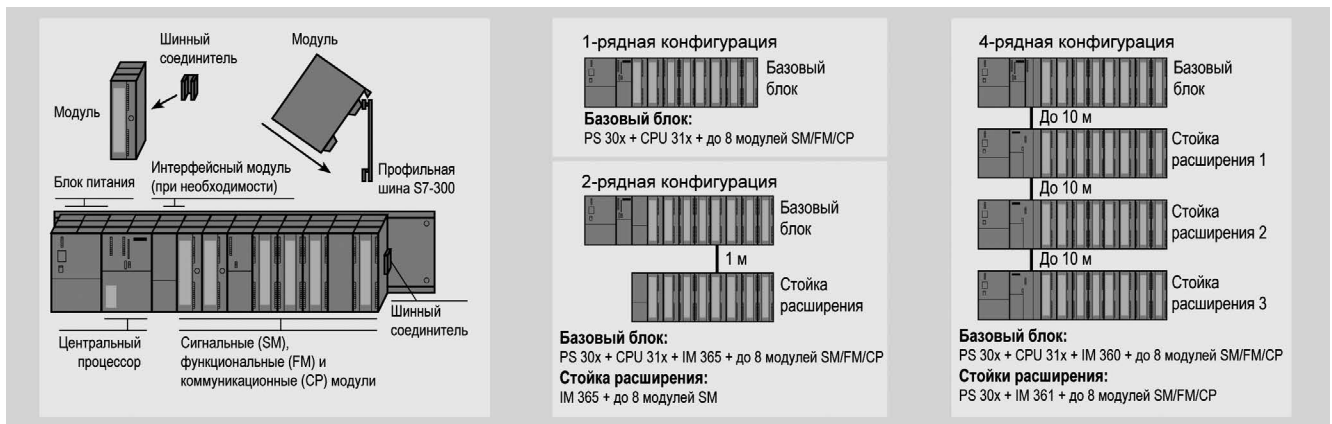 Шинный
соединитель
Модуль
Модуль
Профильная
шина S7-300
Интерфейсный модуль
(при необходимости)
Блок питания
Шинный
соединитель
Центральный
процессор
Сигнальные (SM),
функциональные (FM) и
коммуникационные (CP) модули
1-рядная конфигурация
Базовый
блок
Базовый блок:
PS 30x + CPU 31x + до 8 модулей SM/FM/CP
2-рядная конфигурация
Базовый
блок
1 м
Стойка
расширения
Базовый блок:
PS 30x + CPU 31x + IM 365 + до 8 модулей SM/FM/CP
Стойка расширения:
IM 365 + до 8 модулей SM
4-рядная конфигурация
Базовый
блок
До 10 м
Стойка
расширения 1
До 10 м
Стойка
расширения 2
До 10 м
Стойка
расширения 3
Базовый блок:
PS 30x + CPU 31x + IM 360 + до 8 модулей SM/FM/CP
Стойки расширения:
PS 30x + IM 361 + до 8 модулей SM/FM/CP